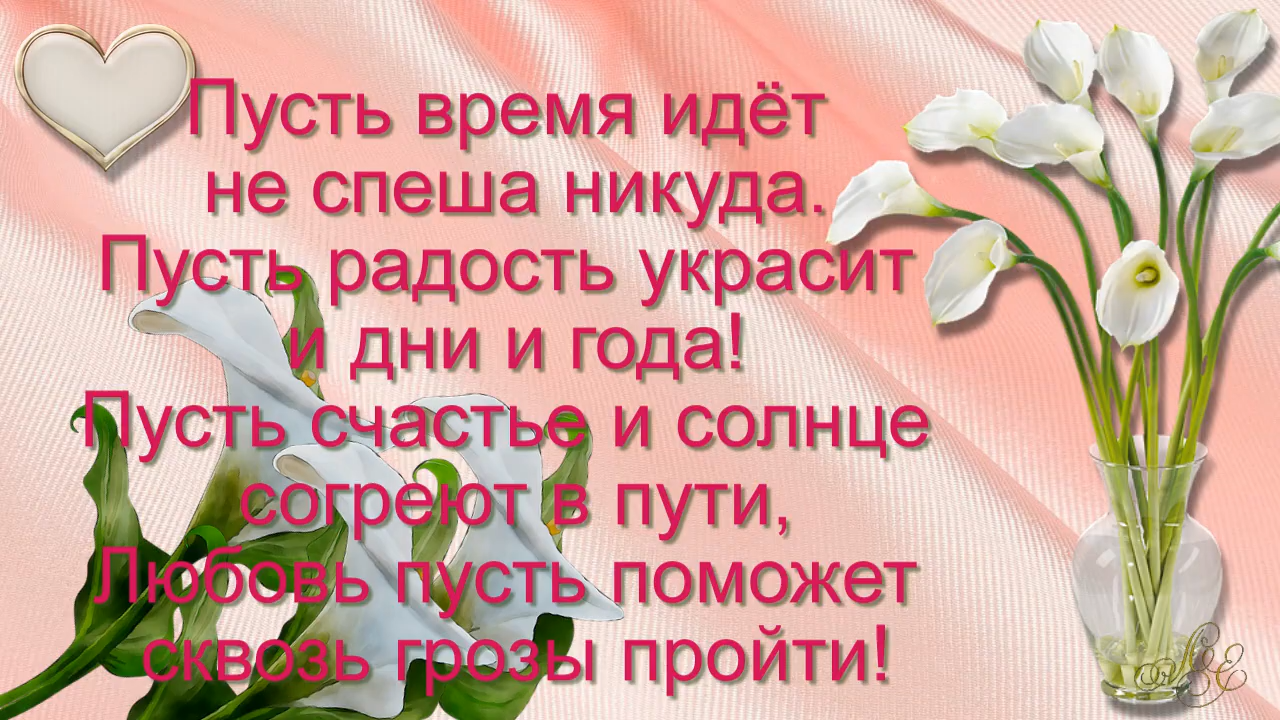 Пусть время идёт
не спеша никуда.
Пусть радость украсит
и дни и года!
Пусть счастье и солнце
согреют в пути,
Любовь пусть поможет
сквозь грозы пройти!